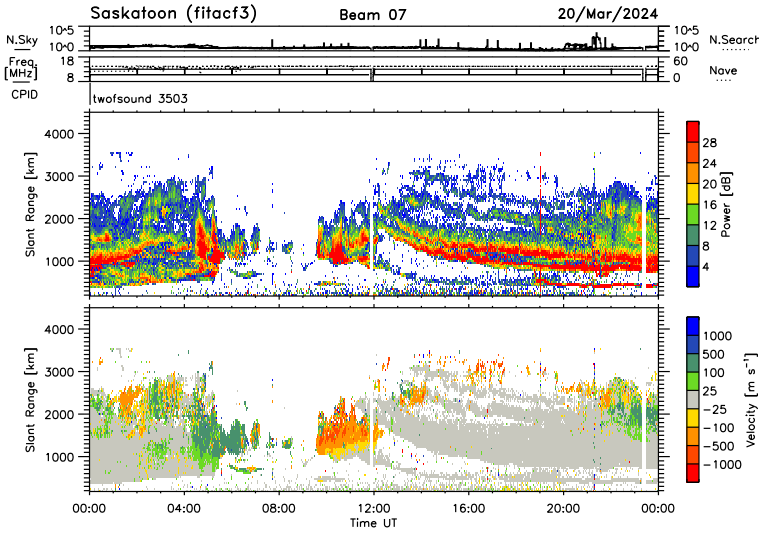 Saskatoon (fitacf3) Beam 07 20/Mar/2024
N.Sky 10^5 10^0 10^5 10^0 N.Search
Freq. [MHz] 18 8 60 0 Nave
CPID twofsound 3503
Slant Range [km] 4000 3000 2000 1000
28 24 20 16 12 8 4 Power [dB]
Slant Range [km] 4000 3000 2000 1000
1000 500 100 25 −25 −100 −500 −1000 Velocity [m s⁻¹]
00:00 04:00 08:00 12:00 16:00 20:00 00:00
Time UT